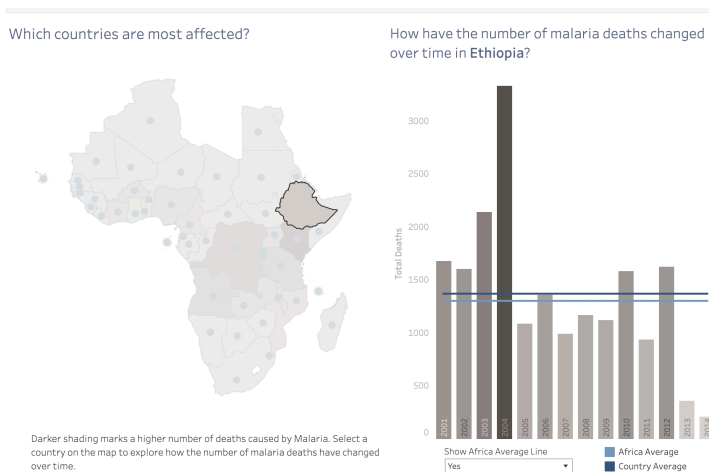 Which countries are most affected?
How have the number of malaria deaths changed
over time in Ethiopia?
3000
2500
2000
1500
1000
500
0
Total Deaths
2001
2002
2003
2004
2005
2006
2007
2008
2009
2010
2011
2012
2013
2014
Darker shading marks a higher number of deaths caused by Malaria. Select a
country on the map to explore how the number of malaria deaths have changed
over time.
Show Africa Average Line
Yes
Africa Average
Country Average